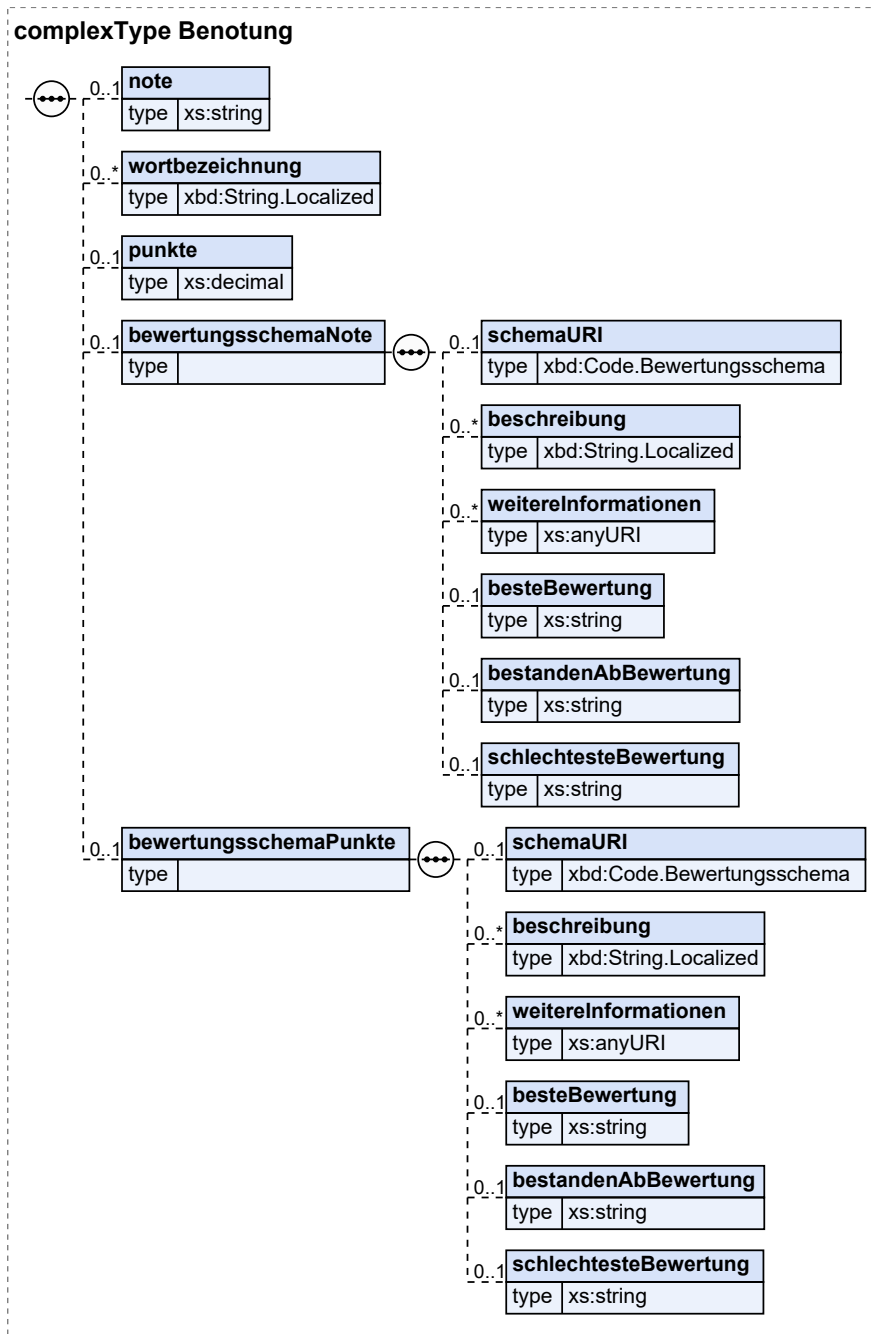 complexType Benotung
0..1 note
type xs:string
0..* wortbezeichnung
type xbd:String.Localized
0..1 punkte
type xs:decimal
0..1 bewertungsschemaNote
type
0..1 schemaURI
type xbd:Code.Bewertungsschema
0..* beschreibung
type xbd:String.Localized
0..* weitereInformationen
type xs:anyURI
0..1 besteBewertung
type xs:string
0..1 bestandenAbBewertung
type xs:string
0..1 schlechtesteBewertung
type xs:string
0..1 bewertungsschemaPunkte
type
0..1 schemaURI
type xbd:Code.Bewertungsschema
0..* beschreibung
type xbd:String.Localized
0..* weitereInformationen
type xs:anyURI
0..1 besteBewertung
type xs:string
0..1 bestandenAbBewertung
type xs:string
0..1 schlechtesteBewertung
type xs:string